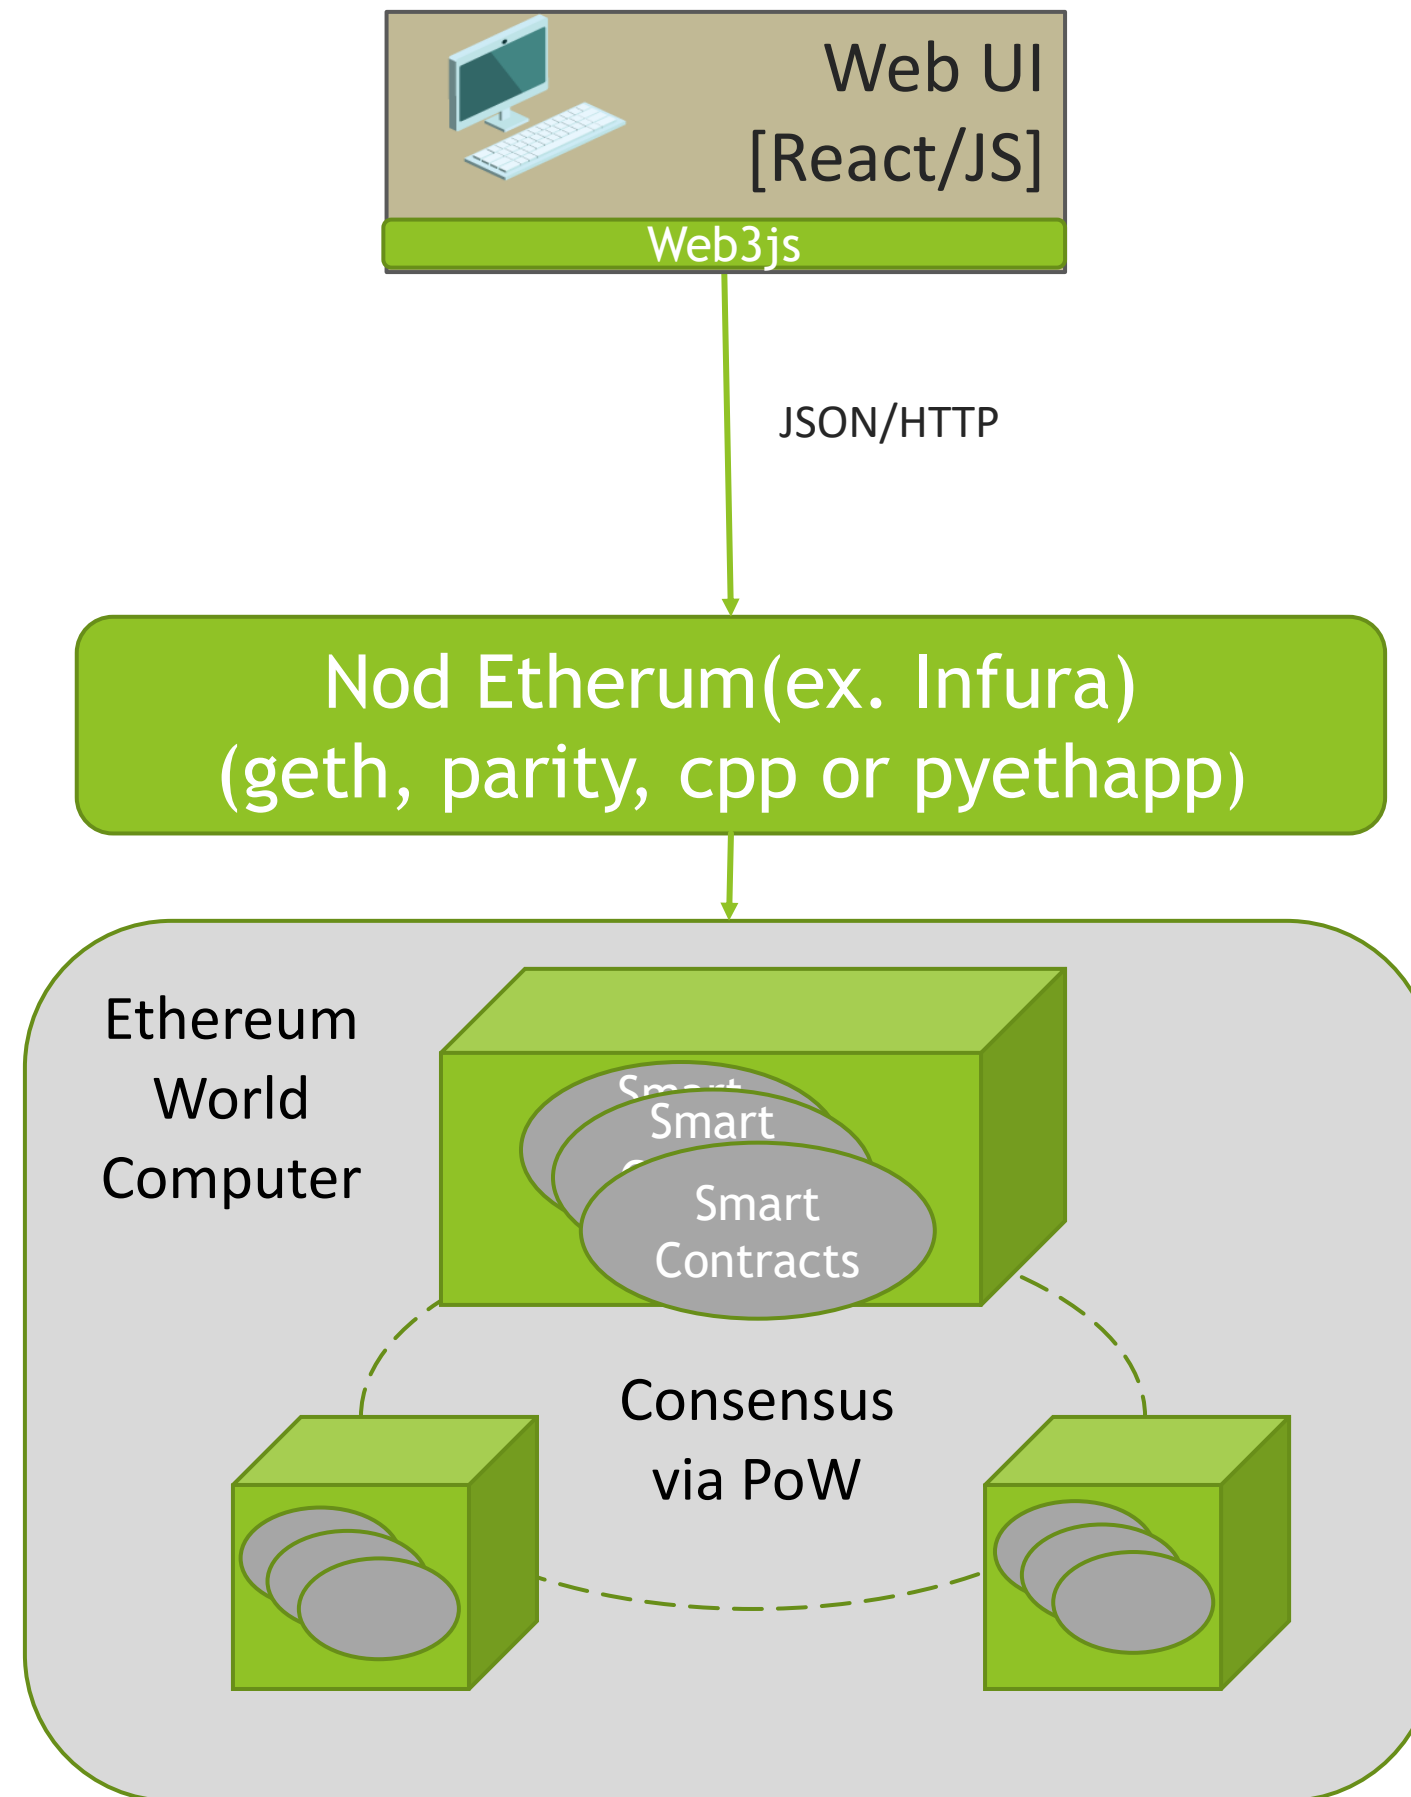 Web UI
[React/JS]
Web3js
JSON/HTTP
Nod Etherum(ex. Infura)
(geth, parity, cpp or pyethapp)
Ethereum
World
Computer
Smart
Smart
Smart
Contracts
Consensus
via PoW